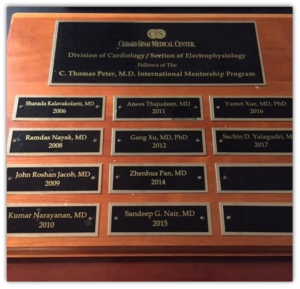 CS
CEDARS-SINAI MEDICAL CENTER.
Division of Cardiology / Section of Electrophysiology
Fellows of The
C. Thomas Peter, M.D. International Mentorship Program
Sharada Kalavakolanu, MD
2006
Anees Thajudeen, MD
2011
Yumei Xue, MD, PhD
2016
Ramdas Nayak, MD
2008
Gang Xu, MD, PhD
2012
Sachin D. Yalagudri, MD
2017
John Roshan Jacob, MD
2009
Zhenhua Pan, MD
2014
Kumar Narayanan, MD
2010
Sandeep G. Nair, MD
2015